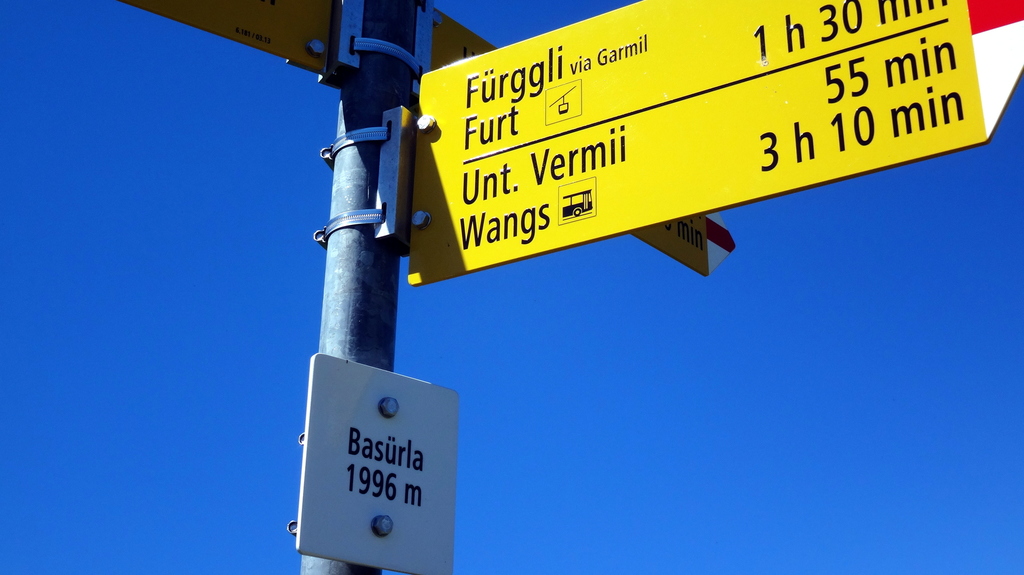 Fürggli via Garmil 1 h 30 min
Furt
Unt. Vermii 55 min
Wangs 3 h 10 min
min
Basürla
1996 m